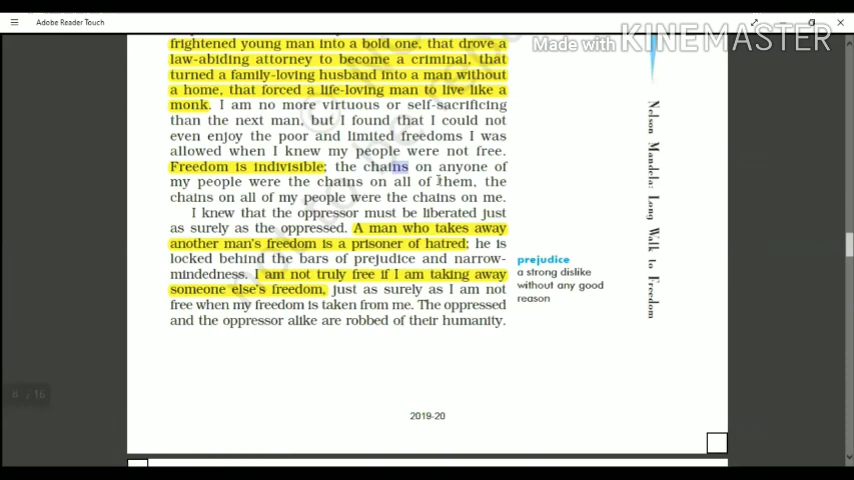 Adobe Reader Touch
Made with KINEMASTER
frightened young man into a bold one, that drove a
law-abiding attorney to become a criminal, that
turned a family-loving husband into a man without
a home, that forced a life-loving man to live like a
monk. I am no more virtuous or self-sacrificing
than the next man, but I found that I could not
even enjoy the poor and limited freedoms I was
allowed when I knew my people were not free.
Freedom is indivisible; the chains on anyone of
my people were the chains on all of them, the
chains on all of my people were the chains on me.
I knew that the oppressor must be liberated just
as surely as the oppressed. A man who takes away
another man's freedom is a prisoner of hatred; he is
locked behind the bars of prejudice and narrow-
mindedness. I am not truly free if I am taking away
someone else's freedom, just as surely as I am not
free when my freedom is taken from me. The oppressed
and the oppressor alike are robbed of their humanity.
prejudice
a strong dislike
without any good
reason
Nelson Mandela: Long Walk to Freedom
6 / 16
2019-20